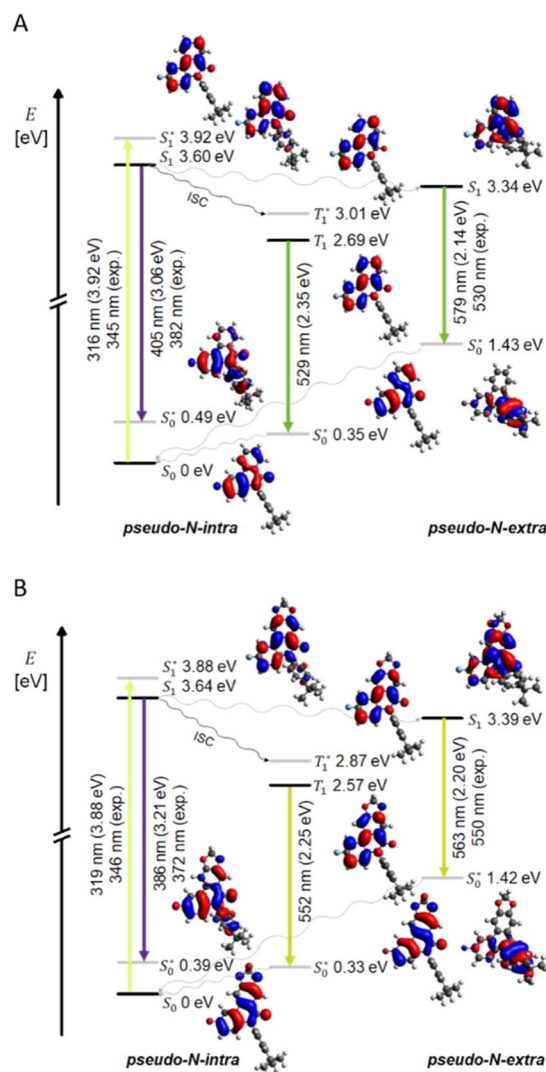 A
E
[eV]
S₁* 3.92 eV
S₁ 3.60 eV
ISC
T₁* 3.01 eV
T₁ 2.69 eV
S₁ 3.34 eV
316 nm (3.92 eV)
345 nm (exp.)
405 nm (3.06 eV)
382 nm (exp.)
529 nm (2.35 eV)
579 nm (2.14 eV)
530 nm (exp.)
S₀* 1.43 eV
S₀* 0.49 eV
S₀* 0.35 eV
S₀ 0 eV
pseudo-N-intra
pseudo-N-extra
B
E
[eV]
S₁* 3.88 eV
S₁ 3.64 eV
ISC
T₁* 2.87 eV
T₁ 2.57 eV
S₁ 3.39 eV
319 nm (3.88 eV)
346 nm (exp.)
386 nm (3.21 eV)
372 nm (exp.)
552 nm (2.25 eV)
563 nm (2.20 eV)
550 nm (exp.)
S₀* 1.42 eV
S₀* 0.39 eV
S₀* 0.33 eV
S₀ 0 eV
pseudo-N-intra
pseudo-N-extra